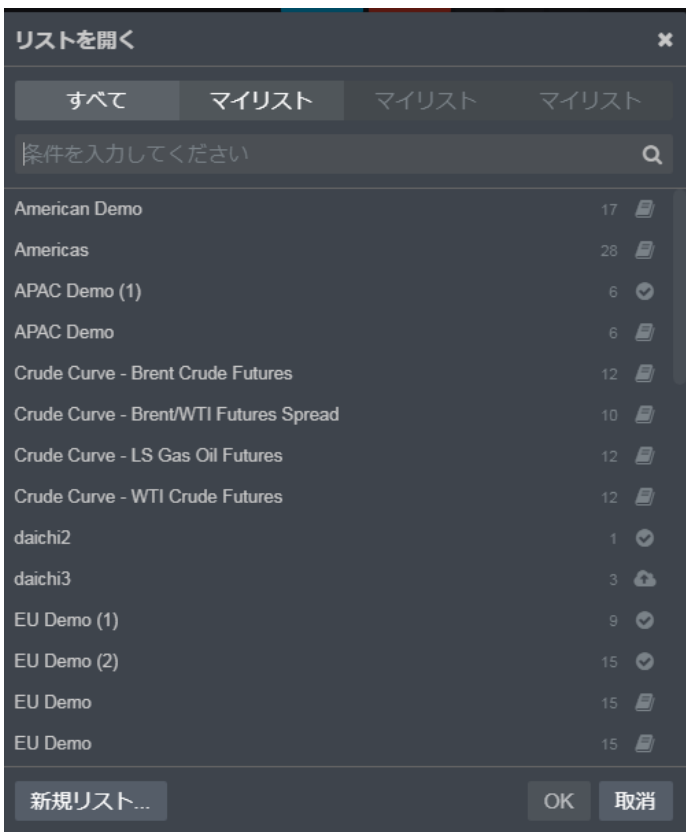 リストを開く
すべて マイリスト マイリスト マイリスト
条件を入力してください
American Demo 17
Americas 28
APAC Demo (1) 6
APAC Demo 6
Crude Curve - Brent Crude Futures 12
Crude Curve - Brent/WTI Futures Spread 10
Crude Curve - LS Gas Oil Futures 12
Crude Curve - WTI Crude Futures 12
daichi2 1
daichi3 3
EU Demo (1) 9
EU Demo (2) 15
EU Demo 15
EU Demo 15
新規リスト... OK 取消